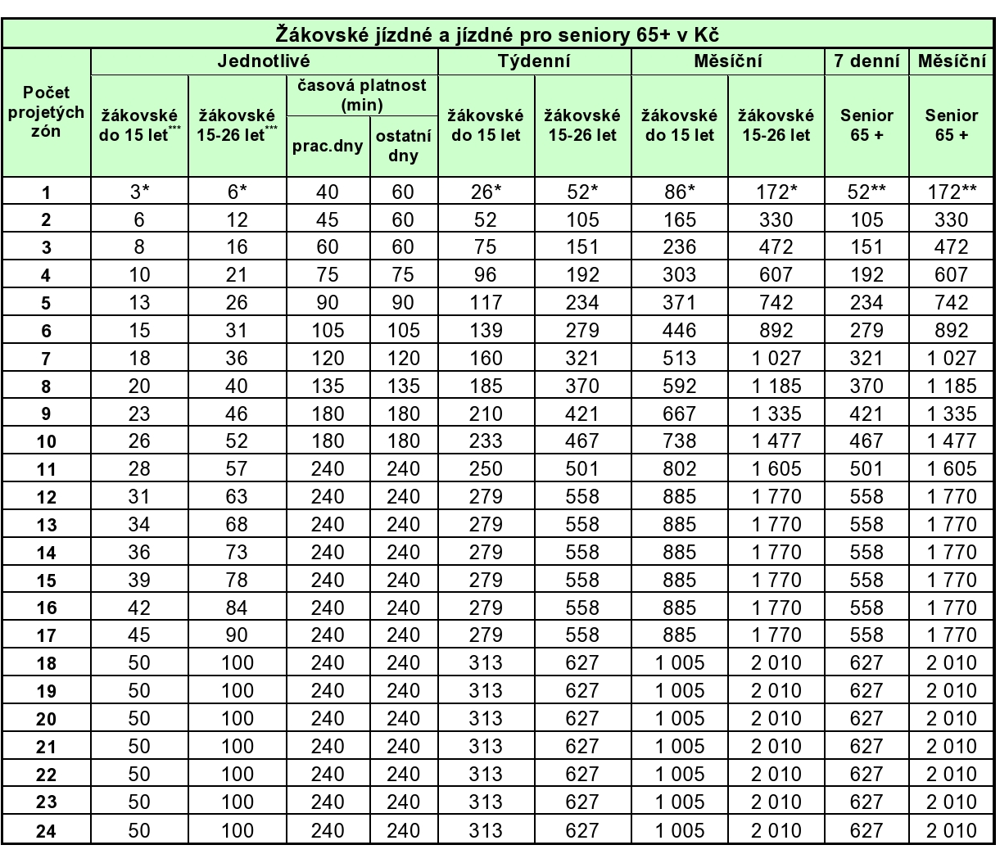 Žákovské jízdné a jízdné pro seniory 65+ v Kč
Jednotlivé Týdenní Měsíční 7 denní Měsíční
Počet projetých zón
žákovské do 15 let***
žákovské 15-26 let***
časová platnost (min)
prac.dny
ostatní dny
žákovské do 15 let
žákovské 15-26 let
žákovské do 15 let
žákovské 15-26 let
Senior 65 +
Senior 65 +
1 3* 6* 40 60 26* 52* 86* 172* 52** 172**
2 6 12 45 60 52 105 165 330 105 330
3 8 16 60 60 75 151 236 472 151 472
4 10 21 75 75 96 192 303 607 192 607
5 13 26 90 90 117 234 371 742 234 742
6 15 31 105 105 139 279 446 892 279 892
7 18 36 120 120 160 321 513 1 027 321 1 027
8 20 40 135 135 185 370 592 1 185 370 1 185
9 23 46 180 180 210 421 667 1 335 421 1 335
10 26 52 180 180 233 467 738 1 477 467 1 477
11 28 57 240 240 250 501 802 1 605 501 1 605
12 31 63 240 240 279 558 885 1 770 558 1 770
13 34 68 240 240 279 558 885 1 770 558 1 770
14 36 73 240 240 279 558 885 1 770 558 1 770
15 39 78 240 240 279 558 885 1 770 558 1 770
16 42 84 240 240 279 558 885 1 770 558 1 770
17 45 90 240 240 279 558 885 1 770 558 1 770
18 50 100 240 240 313 627 1 005 2 010 627 2 010
19 50 100 240 240 313 627 1 005 2 010 627 2 010
20 50 100 240 240 313 627 1 005 2 010 627 2 010
21 50 100 240 240 313 627 1 005 2 010 627 2 010
22 50 100 240 240 313 627 1 005 2 010 627 2 010
23 50 100 240 240 313 627 1 005 2 010 627 2 010
24 50 100 240 240 313 627 1 005 2 010 627 2 010